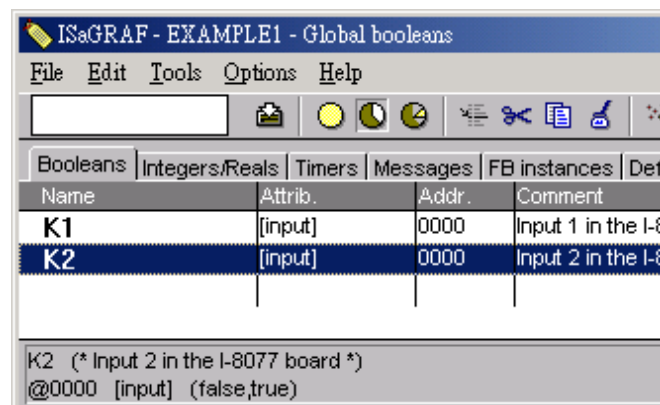 ISaGRAF - EXAMPLE1 - Global booleans
File Edit Tools Options Help
Booleans Integers/Reals Timers Messages FB instances
Name Attrib. Addr. Comment
K1 [input] 0000 Input 1 in the
K2 [input] 0000 Input 2 in the
K2 (* Input 2 in the I-8077 board *)
@0000 [input] (false,true)